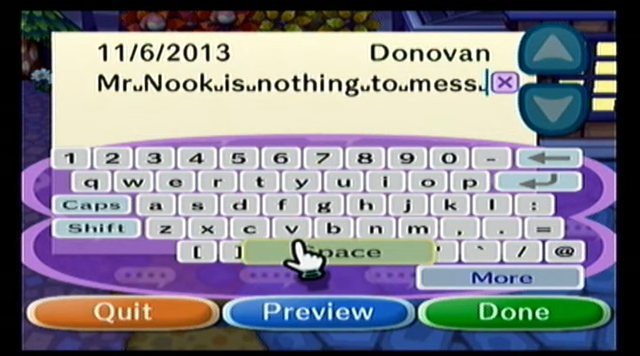 11/6/2013 Donovan
Mr Nook is nothing to mess
1 2 3 4 5 6 7 8 9 0 -
q w e r t y u i o p
Caps a s d f g h j k l :
Shift z x c v b n m , . =
[ ] Space ' ` / @
More
Quit Preview Done